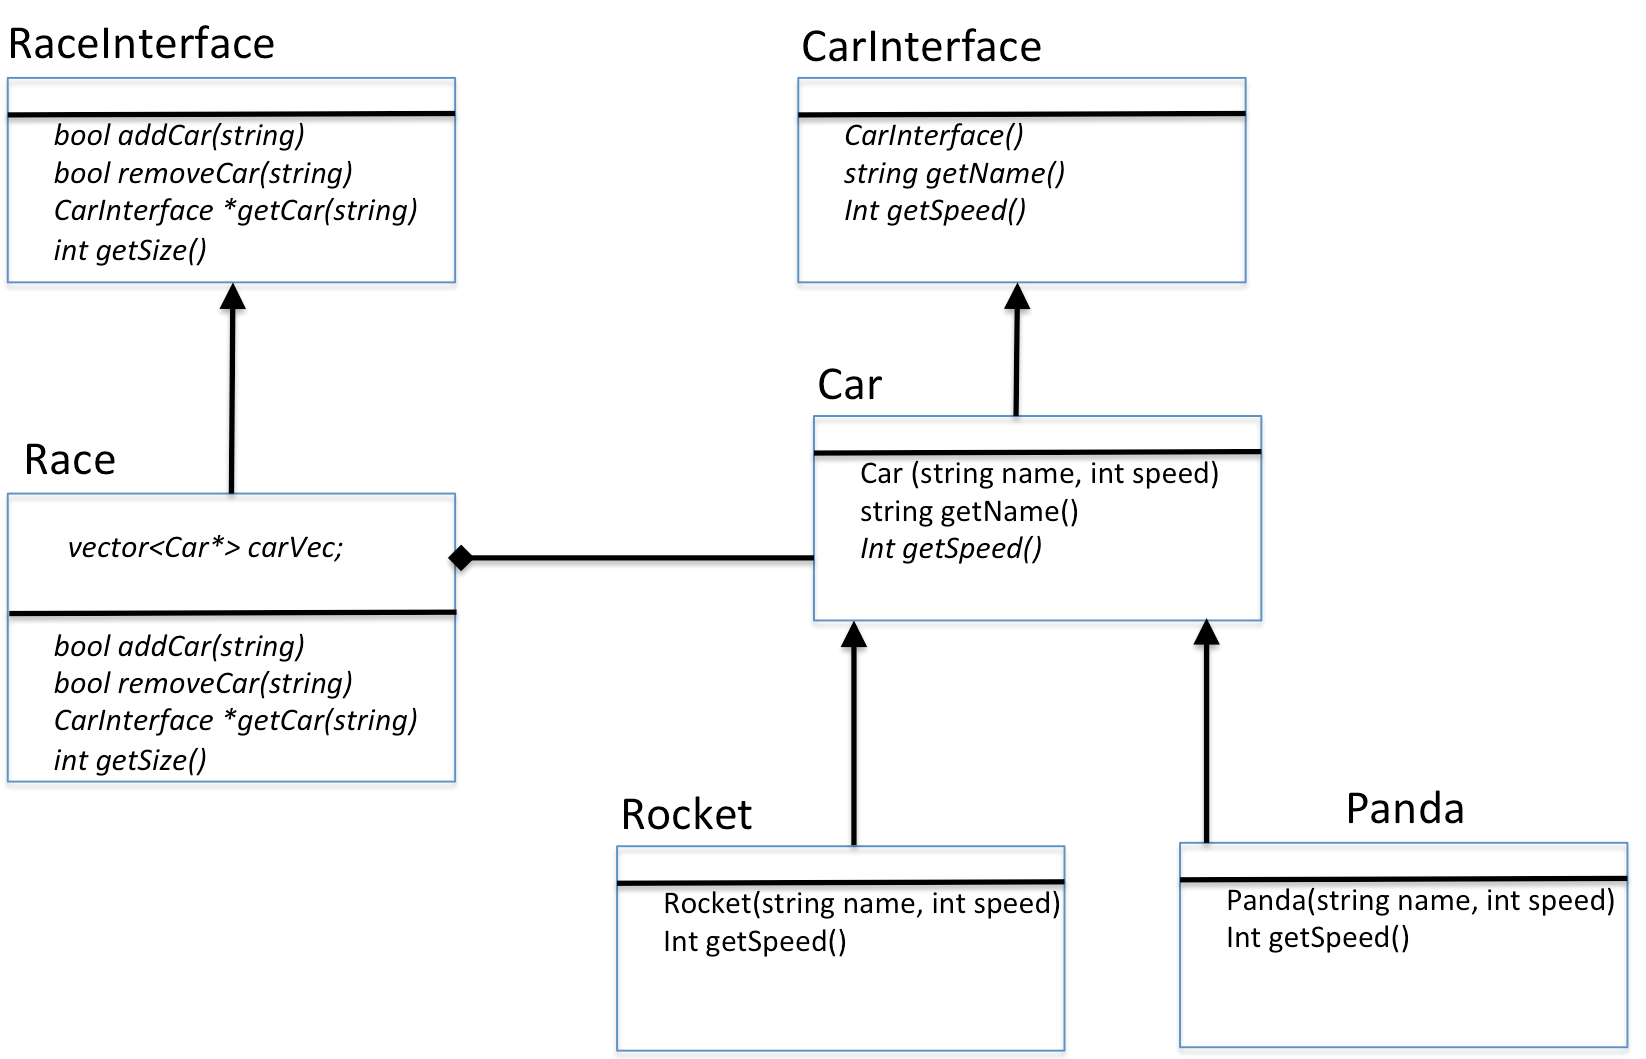 RaceInterface
bool addCar(string)
bool removeCar(string)
CarInterface *getCar(string)
int getSize()
CarInterface
CarInterface()
string getName()
Int getSpeed()
Race
vector<Car*> carVec;
bool addCar(string)
bool removeCar(string)
CarInterface *getCar(string)
int getSize()
Car
Car (string name, int speed)
string getName()
Int getSpeed()
Rocket
Rocket(string name, int speed)
Int getSpeed()
Panda
Panda(string name, int speed)
Int getSpeed()